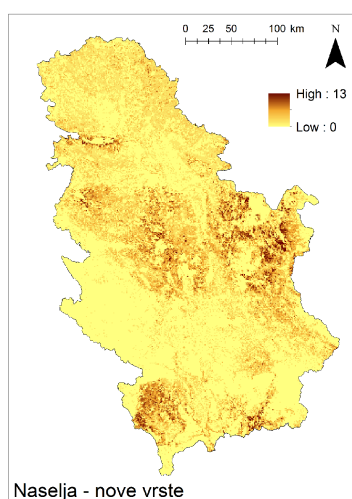 0 25 50 100 km
N
High : 13
Low : 0
Naselja - nove vrste